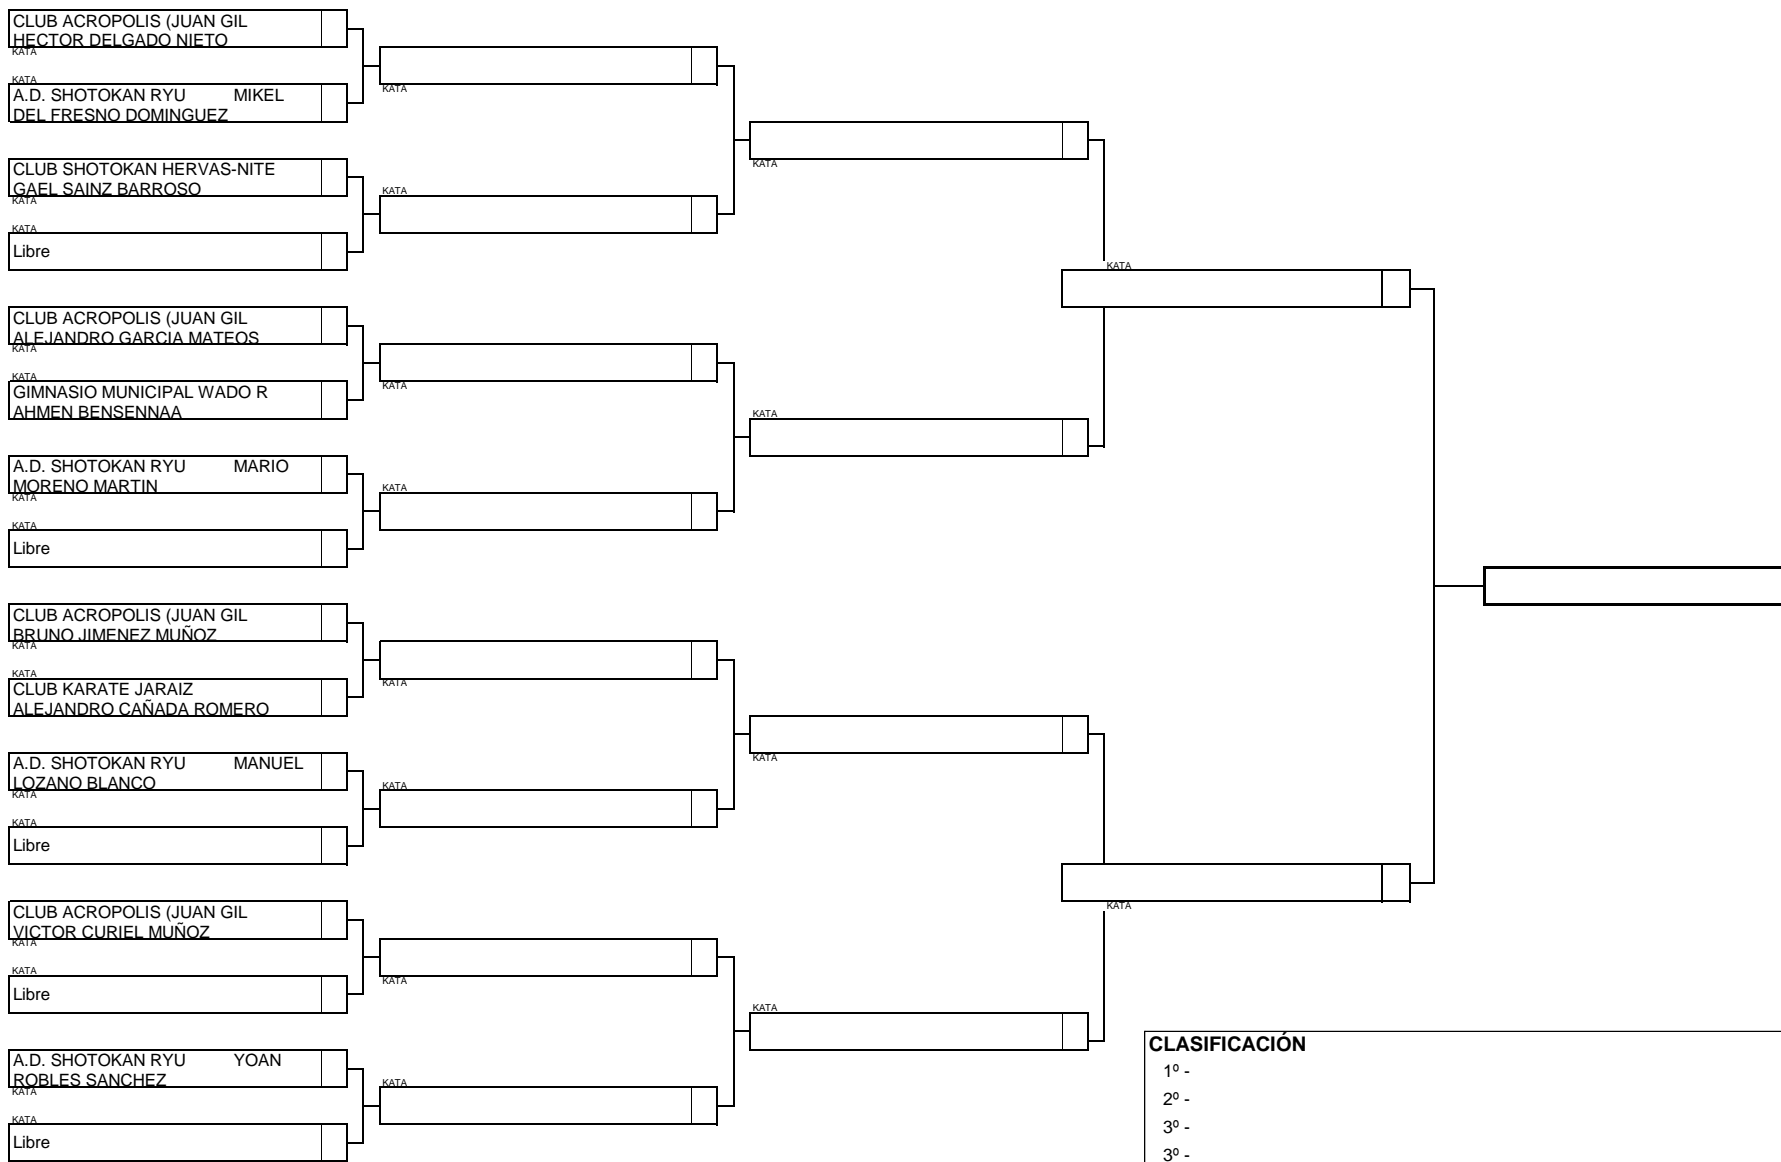 CLUB ACROPOLIS (JUAN GIL
HECTOR DELGADO NIETO
KATA
KATA
A.D. SHOTOKAN RYU MIKEL
DEL FRESNO DOMINGUEZ
CLUB SHOTOKAN HERVAS-NITE
GAEL SAINZ BARROSO
KATA
KATA
Libre
CLUB ACROPOLIS (JUAN GIL
ALEJANDRO GARCIA MATEOS
KATA
KATA
GIMNASIO MUNICIPAL WADO R
AHMEN BENSENNAA
A.D. SHOTOKAN RYU MARIO
MORENO MARTIN
KATA
KATA
Libre
CLUB ACROPOLIS (JUAN GIL
BRUNO JIMENEZ MUÑOZ
KATA
KATA
CLUB KARATE JARAIZ
ALEJANDRO CAÑADA ROMERO
A.D. SHOTOKAN RYU MANUEL
LOZANO BLANCO
KATA
KATA
Libre
CLUB ACROPOLIS (JUAN GIL
VICTOR CURIEL MUÑOZ
KATA
KATA
Libre
A.D. SHOTOKAN RYU YOAN
ROBLES SANCHEZ
KATA
KATA
Libre
KATA
KATA
KATA
KATA
KATA
KATA
KATA
KATA
KATA
KATA
KATA
KATA
KATA
KATA
CLASIFICACIÓN
1º -
2º -
3º -
3º -